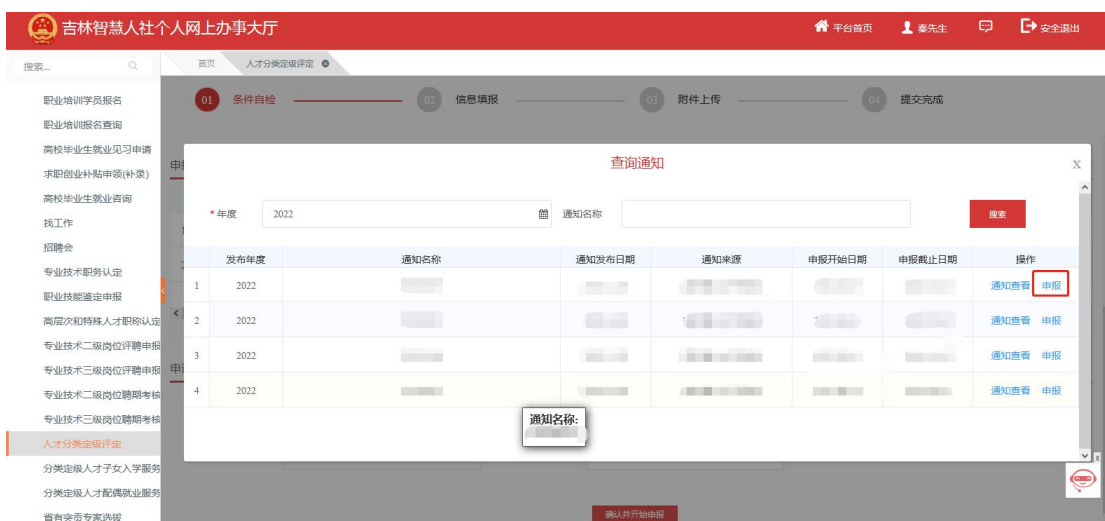 吉林智慧人社个人网上办事大厅 平台首页 秦先生 安全退出
搜索... 首页 人才分类定级评定
职业培训学员报名
职业培训报名查询
高校毕业生就业见习申请
求职创业补贴申领(补录)
高校毕业生就业咨询
找工作
招聘会
专业技术职务认定
职业技能鉴定申报
高层次和特殊人才职称认定
专业技术二级岗位评聘申报
专业技术三级岗位评聘申报
专业技术二级岗位聘期考核
专业技术三级岗位聘期考核
人才分类定级评定
分类定级人才子女入学服务
分类定级人才配偶就业服务
省有突贡专家选拔
01 条件自检 02 信息填报 03 附件上传 04 提交完成
查询通知 X
*年度 2022 通知名称 搜索
发布年度 通知名称 通知发布日期 通知来源 申报开始日期 申报截止日期 操作
1 2022 通知查看 申报
2 2022 通知查看 申报
3 2022 通知查看 申报
4 2022 通知查看 申报
通知名称:
x
确认并开始申报